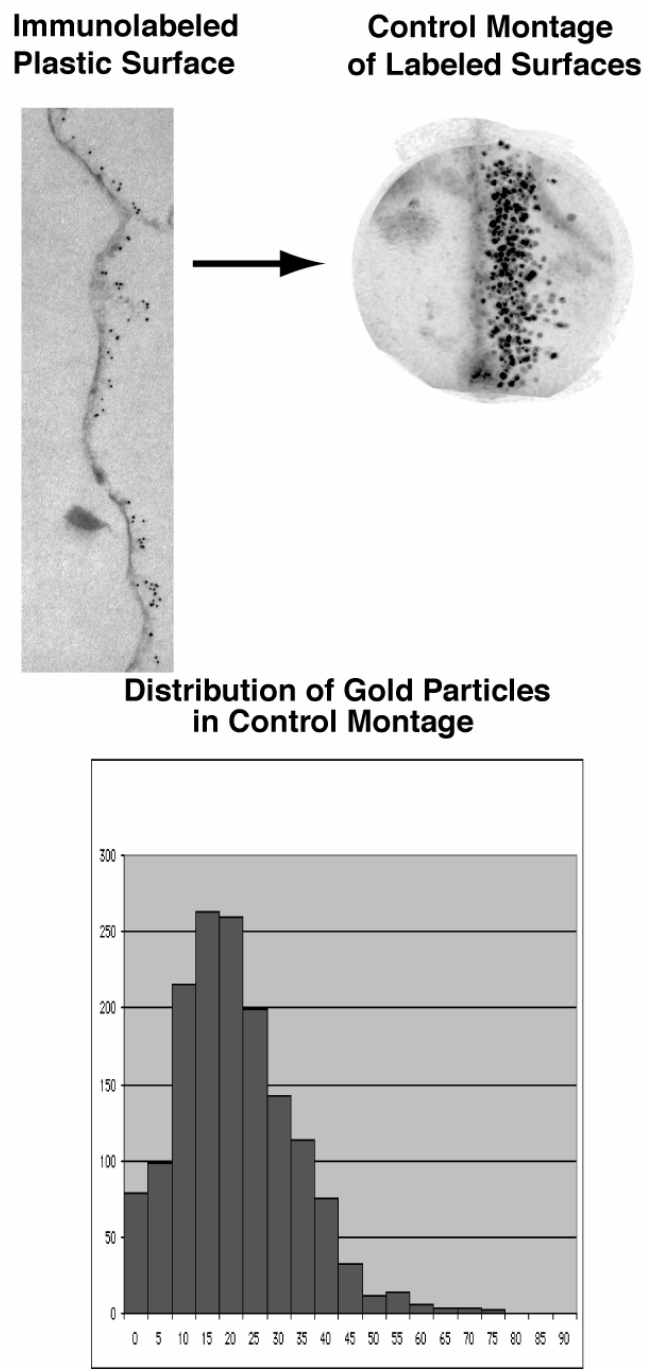 Immunolabeled
Plastic Surface
Control Montage
of Labeled Surfaces
Distribution of Gold Particles
in Control Montage
300
250
200
150
100
50
0
0 5 10 15 20 25 30 35 40 45 50 55 60 65 70 75 80 85 90